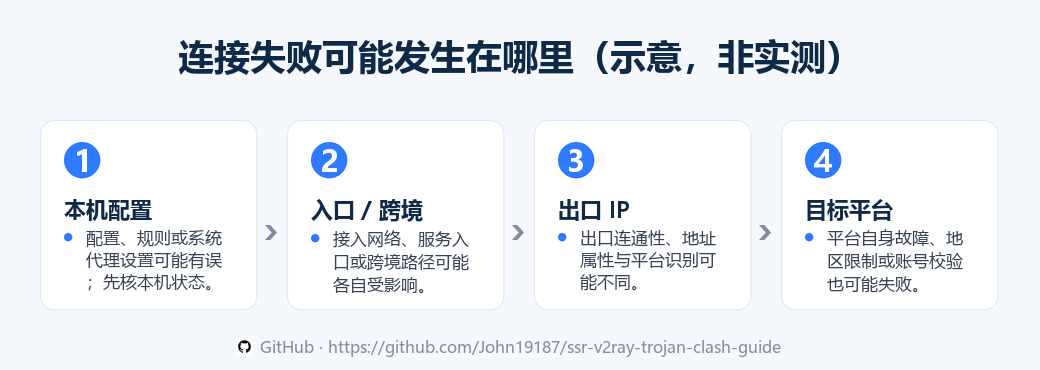 连接失败可能发生在哪里（示意，非实测）
1
本机配置
配置、规则或系统
代理设置可能有误
；先核本机状态。
2
入口 / 跨境
接入网络、服务入
口或跨境路径可能
各自受影响。
3
出口 IP
出口连通性、地址
属性与平台识别可
能不同。
4
目标平台
平台自身故障、地
区限制或账号校验
也可能失败。
GitHub · https://github.com/John19187/ssr-v2ray-trojan-clash-guide